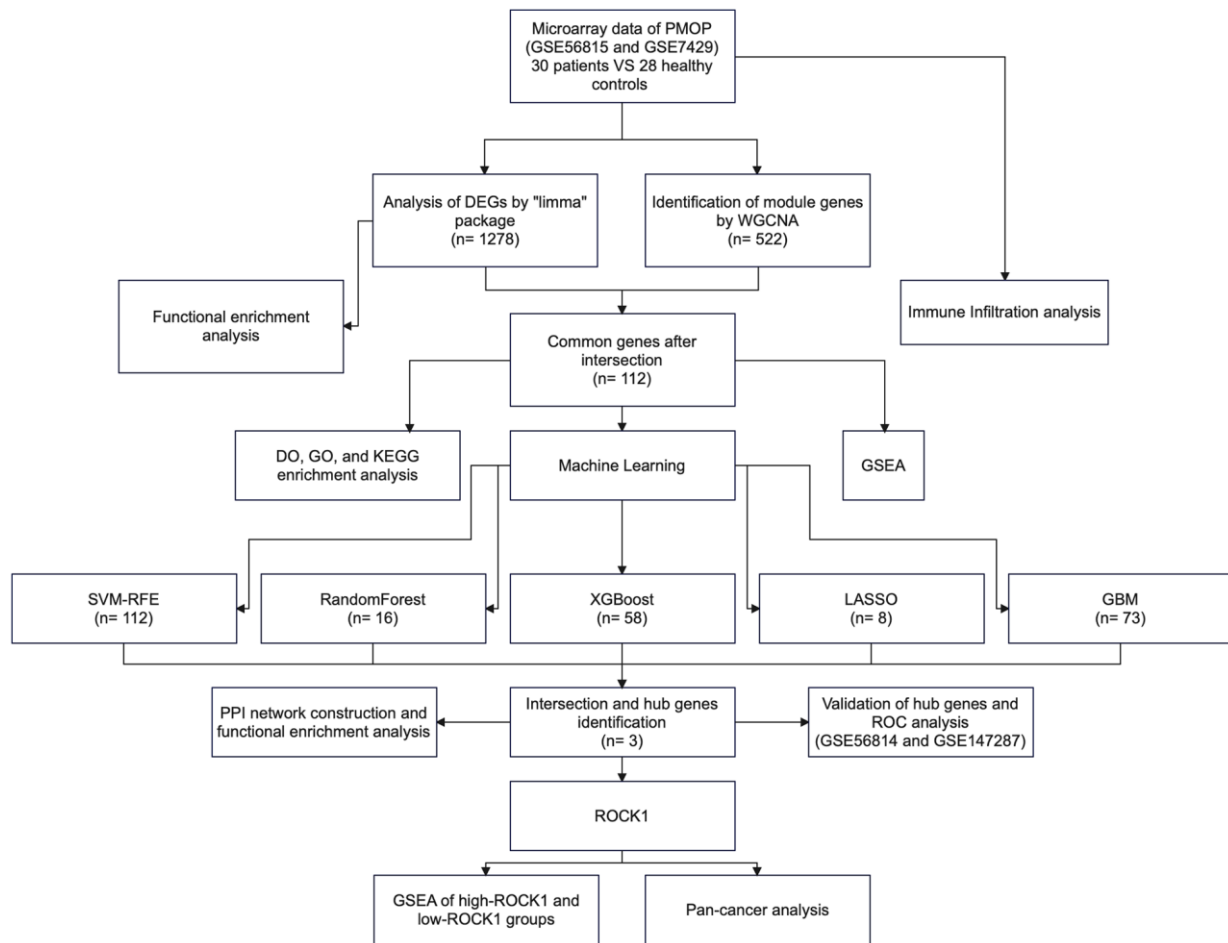 Microarray data of PMOP
(GSE56815 and GSE7429)
30 patients VS 28 healthy
controls
Analysis of DEGs by "limma"
package
(n= 1278)
Identification of module genes
by WGCNA
(n= 522)
Functional enrichment
analysis
Immune Infiltration analysis
Common genes after
intersection
(n= 112)
DO, GO, and KEGG
enrichment analysis
Machine Learning
GSEA
SVM-RFE
(n= 112)
RandomForest
(n= 16)
XGBoost
(n= 58)
LASSO
(n= 8)
GBM
(n= 73)
PPI network construction and
functional enrichment analysis
Intersection and hub genes
identification
(n= 3)
Validation of hub genes and
ROC analysis
(GSE56814 and GSE147287)
ROCK1
GSEA of high-ROCK1 and
low-ROCK1 groups
Pan-cancer analysis